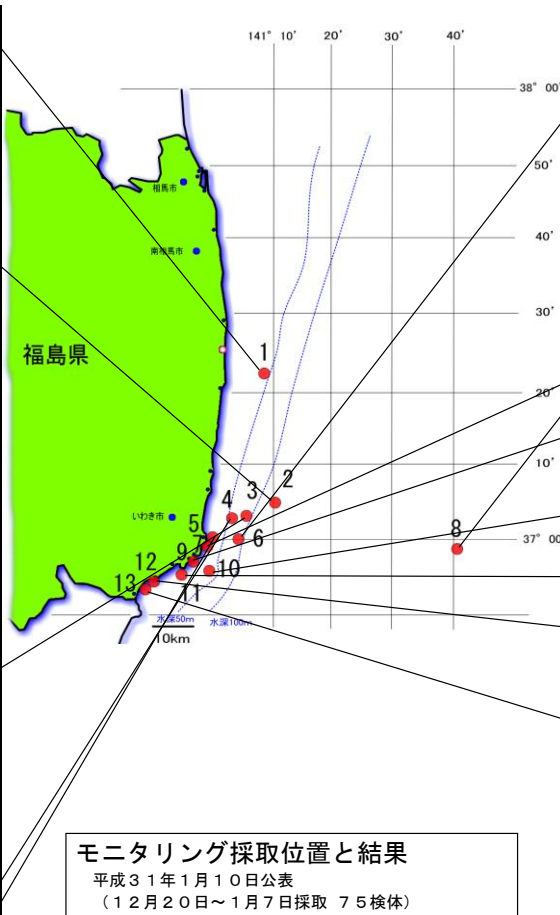 141° 10' 20' 30' 40'
38° 00'
50'
相馬市
40'
南相馬市
30'
福島県
1
20'
10'
2
3
4
いわき市
5
37° 00'
6
7
8
9
10
12
13
11
水深50m 水深100m
10km
モニタリング採取位置と結果
平成31年1月10日公表
(12月20日~1月7日採取 75検体)